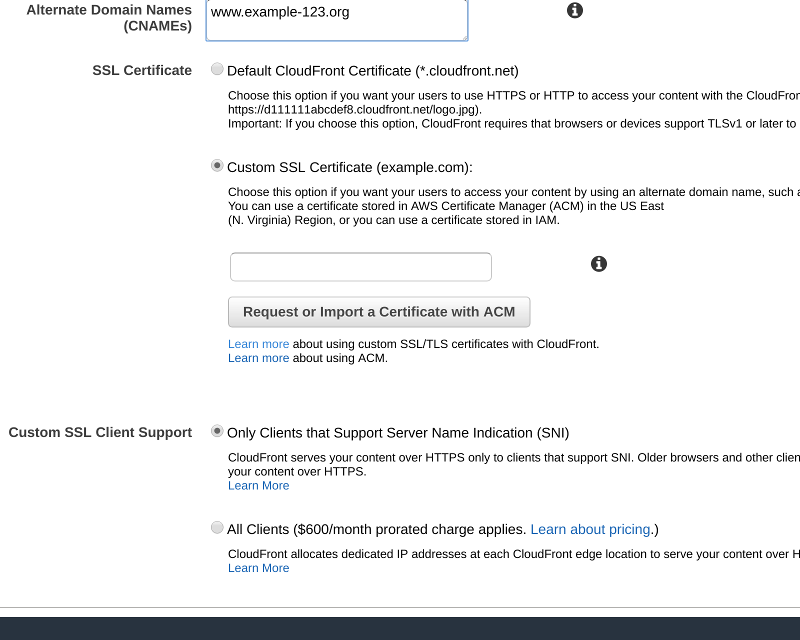 Alternate Domain Names
(CNAMEs)
www.example-123.org
SSL Certificate
Default CloudFront Certificate (*.cloudfront.net)
Choose this option if you want your users to use HTTPS or HTTP to access your content with the
https://d111111abcdef8.cloudfront.net/logo.jpg).
Important: If you choose this option, CloudFront requires that browsers or devices support TLSv1 or later to
Custom SSL Certificate (example.com):
Choose this option if you want your users to access your content by using an alternate domain name, such
You can use a certificate stored in AWS Certificate Manager (ACM) in the US East
(N. Virginia) Region, or you can use a certificate stored in IAM.
Request or Import a Certificate with ACM
Learn more about using custom SSL/TLS certificates with CloudFront.
Learn more about using ACM.
Custom SSL Client Support
Only Clients that Support Server Name Indication (SNI)
CloudFront serves your content over HTTPS only to clients that support SNI. Older browsers and other
your content over HTTPS.
Learn More
All Clients ($600/month prorated charge applies. Learn about pricing.)
CloudFront allocates dedicated IP addresses at each CloudFront edge location to serve your content over
Learn More